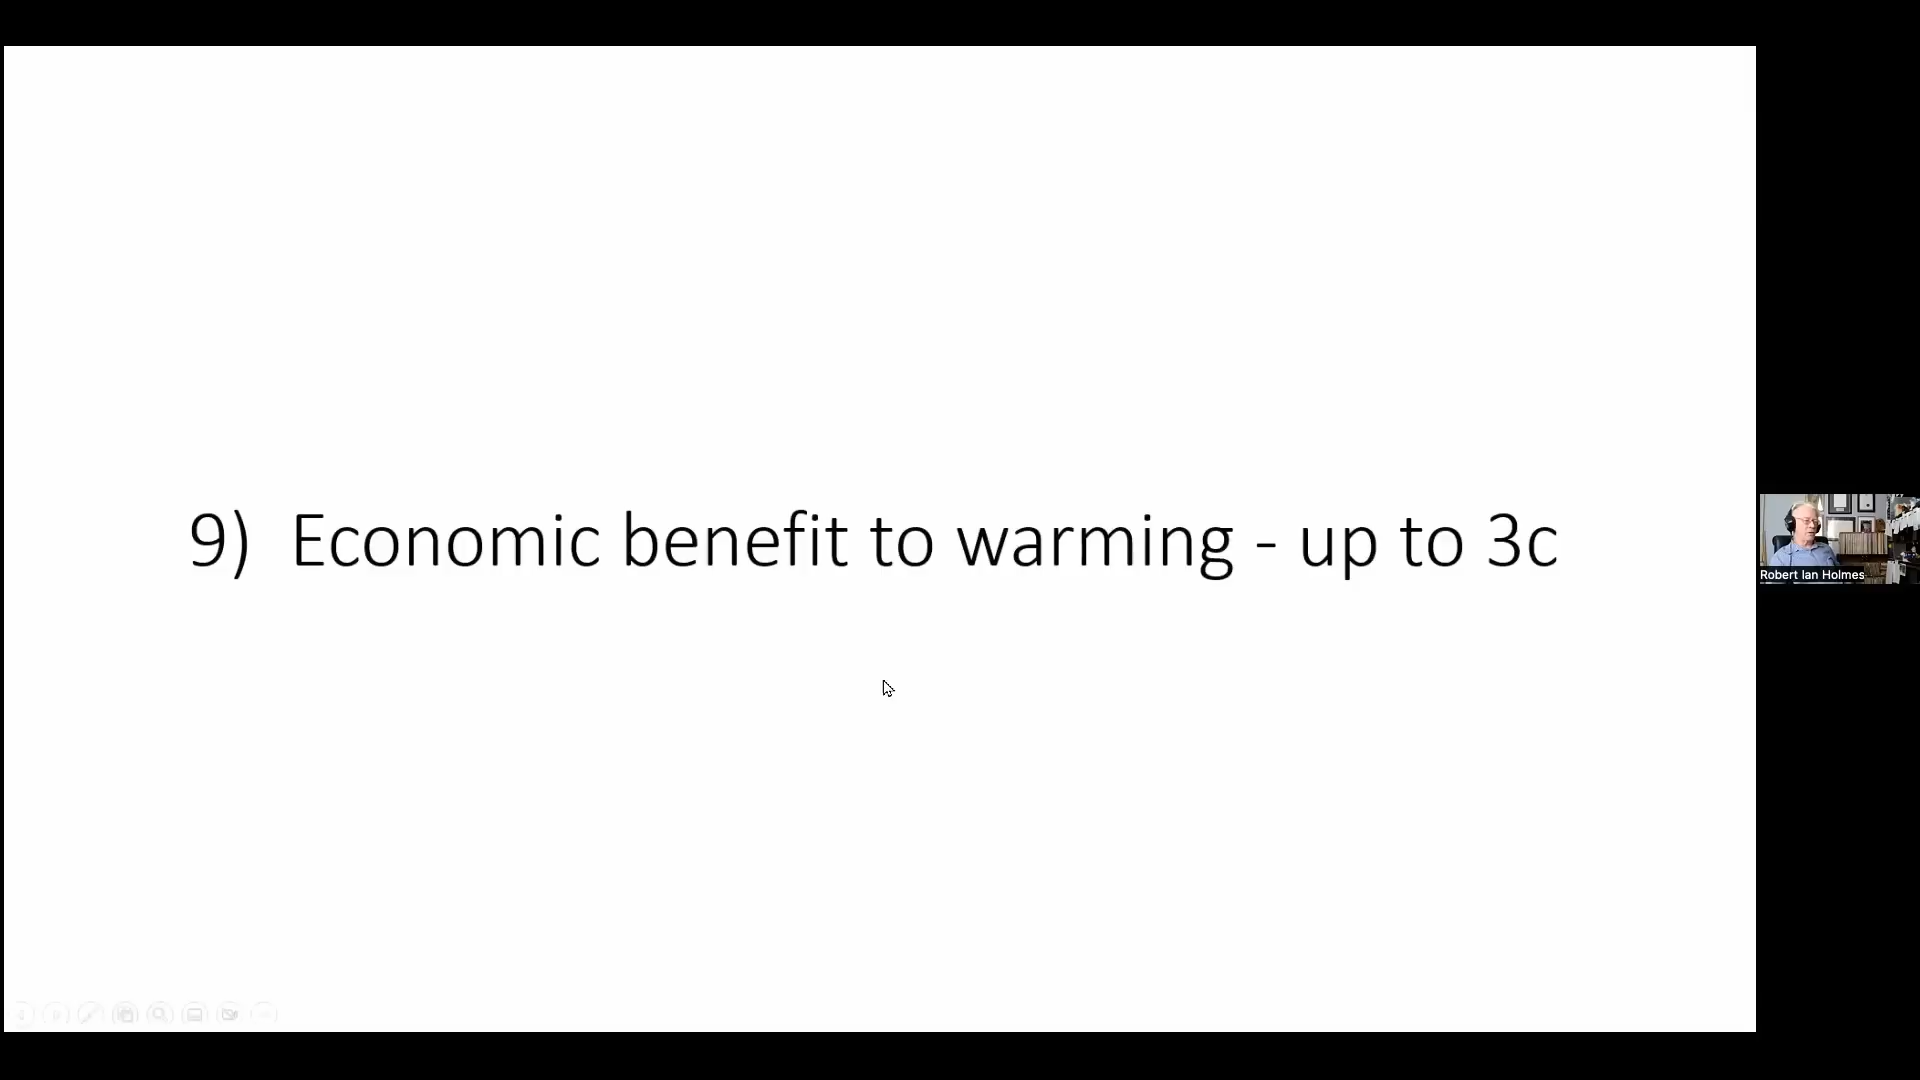 9) Economic benefit to warming - up to 3c
Robert Ian Holmes